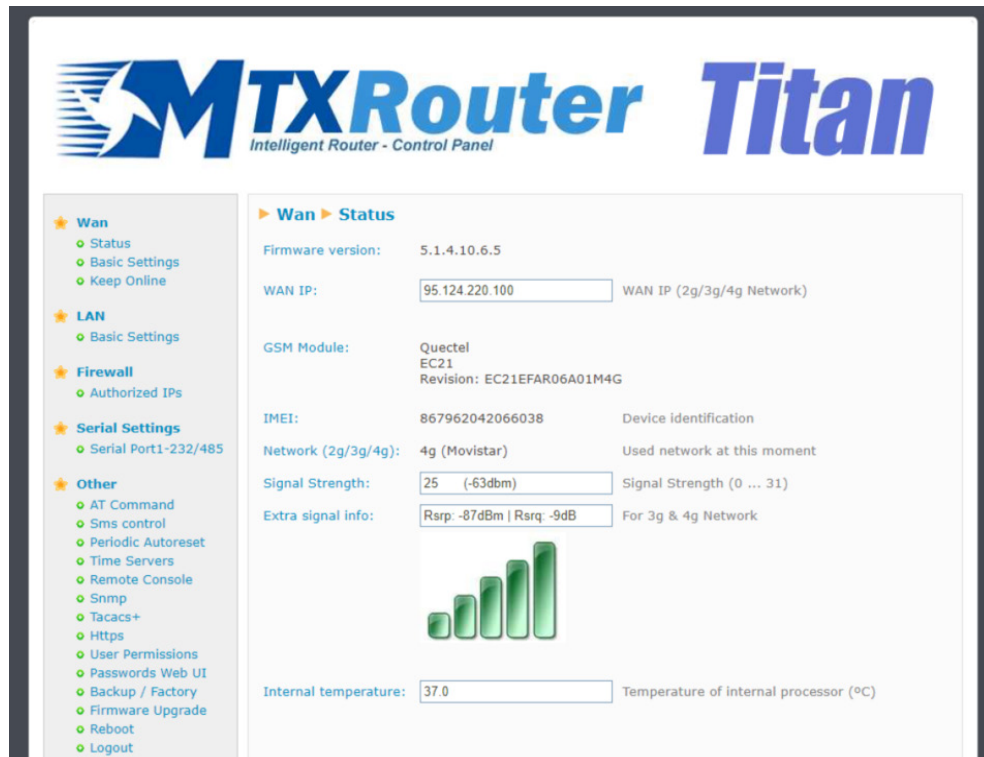 MTXRouter Titan
Intelligent Router - Control Panel
Wan
Status
Basic Settings
Keep Online
LAN
Basic Settings
Firewall
Authorized IPs
Serial Settings
Serial Port1-232/485
Other
AT Command
Sms control
Periodic Autoreset
Time Servers
Remote Console
Snmp
Tacacs+
Https
User Permissions
Passwords Web UI
Backup / Factory
Firmware Upgrade
Reboot
Logout
Wan Status
Firmware version: 5.1.4.10.6.5
WAN IP: 95.124.220.100 WAN IP (2g/3g/4g Network)
GSM Module: Quectel
EC21
Revision: EC21EFAR06A01M4G
IMEI: 867962042066038 Device identification
Network (2g/3g/4g): 4g (Movistar) Used network at this moment
Signal Strength: 25 (-63dbm) Signal Strength (0 ... 31)
Extra signal info: Rsrp: -87dBm | Rsrq: -9dB For 3g & 4g Network
Internal temperature: 37.0 Temperature of internal processor (ºC)